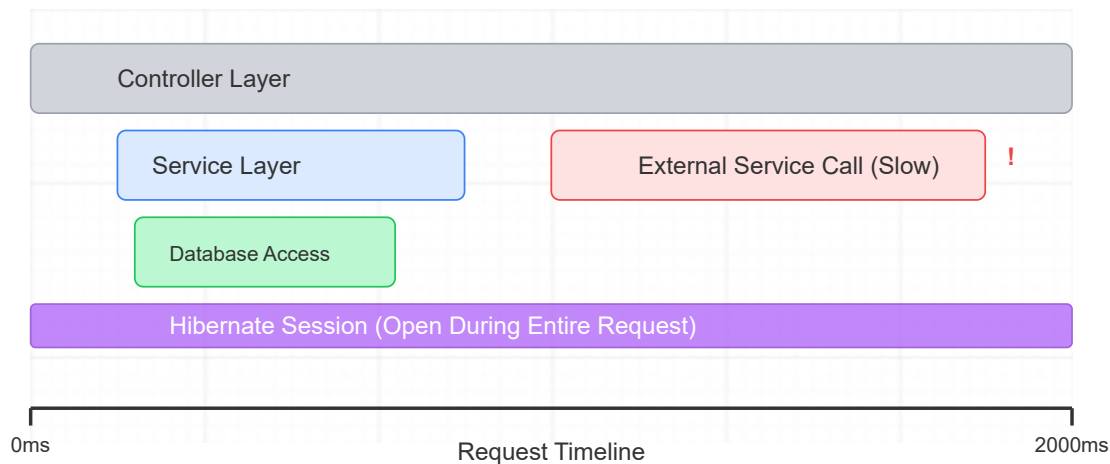 Controller Layer
Service Layer
External Service Call (Slow)
!
Database Access
Hibernate Session (Open During Entire Request)
0ms
Request Timeline
2000ms